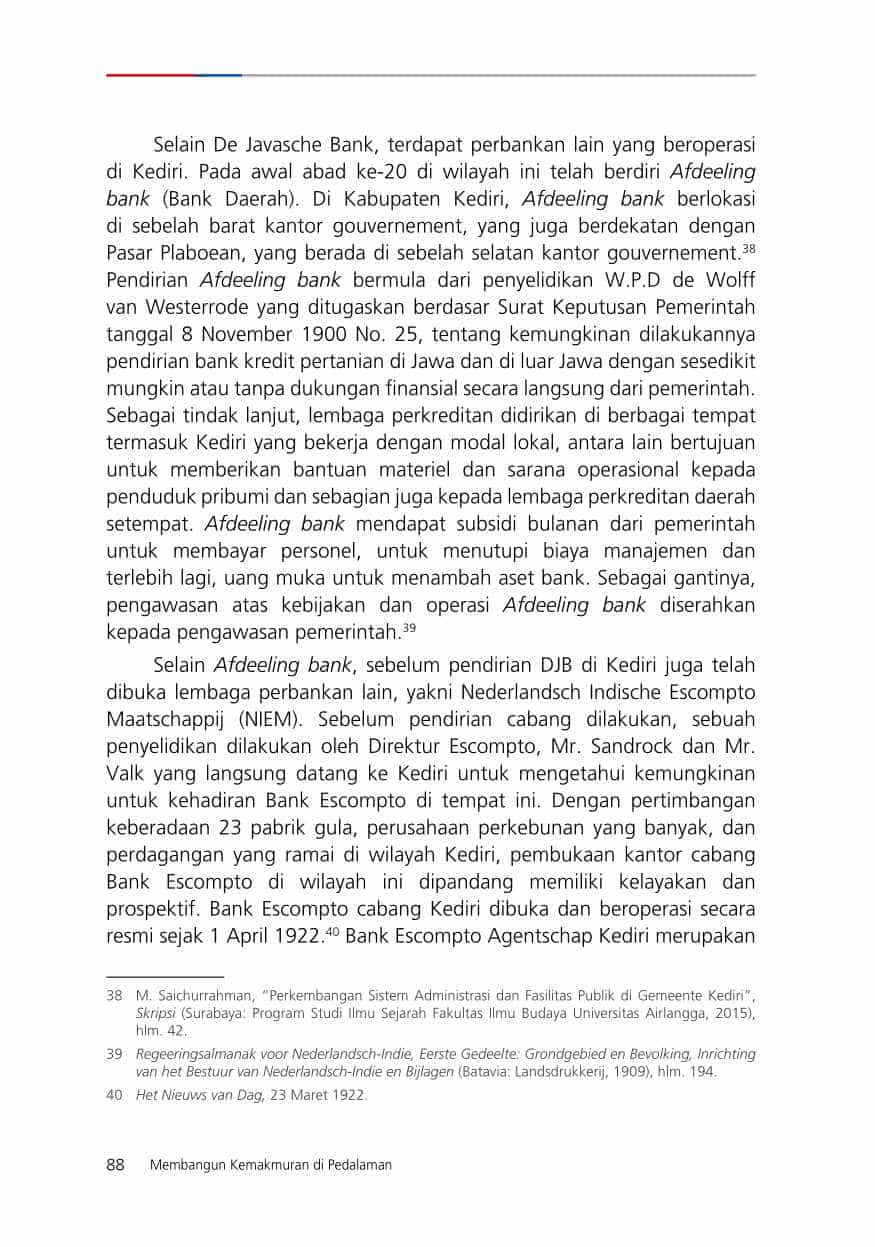 Selain De Javasche Bank, terdapat perbankan lain yang beroperasi
di Kediri. Pada awal abad ke-20 di wilayah ini telah berdiri Afdeeling
bank (Bank Daerah). Di Kabupaten Kediri, Afdeeling bank berlokasi
di sebelah barat kantor gouvernement, yang juga berdekatan dengan
Pasar Plaboean, yang berada di sebelah selatan kantor gouvernement.38
Pendirian Afdeeling bank bermula dari penyelidikan W.P.D de Wolff
van Westerrode yang ditugaskan berdasar Surat Keputusan Pemerintah
tanggal 8 November 1900 No. 25, tentang kemungkinan dilakukannya
pendirian bank kredit pertanian di Jawa dan di luar Jawa dengan sesedikit
mungkin atau tanpa dukungan finansial secara langsung dari pemerintah.
Sebagai tindak lanjut, lembaga perkreditan didirikan di berbagai tempat
termasuk Kediri yang bekerja dengan modal lokal, antara lain bertujuan
untuk memberikan bantuan materiel dan sarana operasional kepada
penduduk pribumi dan sebagian juga kepada lembaga perkreditan daerah
setempat. Afdeeling bank mendapat subsidi bulanan dari pemerintah
untuk membayar personel, untuk menutupi biaya manajemen dan
terlebih lagi, uang muka untuk menambah aset bank. Sebagai gantinya,
pengawasan atas kebijakan dan operasi Afdeeling bank diserahkan
kepada pengawasan pemerintah.39
Selain Afdeeling bank, sebelum pendirian DJB di Kediri juga telah
dibuka lembaga perbankan lain, yakni Nederlandsch Indische Escompto
Maatschappij (NIEM). Sebelum pendirian cabang dilakukan, sebuah
penyelidikan dilakukan oleh Direktur Escompto, Mr. Sandrock dan Mr.
Valk yang langsung datang ke Kediri untuk mengetahui kemungkinan
untuk kehadiran Bank Escompto di tempat ini. Dengan pertimbangan
keberadaan 23 pabrik gula, perusahaan perkebunan yang banyak, dan
perdagangan yang ramai di wilayah Kediri, pembukaan kantor cabang
Bank Escompto di wilayah ini dipandang memiliki kelayakan dan
prospektif. Bank Escompto cabang Kediri dibuka dan beroperasi secara
resmi sejak 1 April 1922.40 Bank Escompto Agentschap Kediri merupakan
38 M. Saichurrahman, “Perkembangan Sistem Administrasi dan Fasilitas Publik di Gemeente Kediri”,
Skripsi (Surabaya: Program Studi Ilmu Sejarah Fakultas Ilmu Budaya Universitas Airlangga, 2015),
hlm. 42.
39 Regeeringsalmanak voor Nederlandsch-Indie, Eerste Gedeelte: Grondgebied en Bevolking, Inrichting
van het Bestuur van Nederlandsch-Indie en Bijlagen (Batavia: Landsdrukkerij, 1909), hlm. 194.
40 Het Nieuws van Dag, 23 Maret 1922.
88 Membangun Kemakmuran di Pedalaman